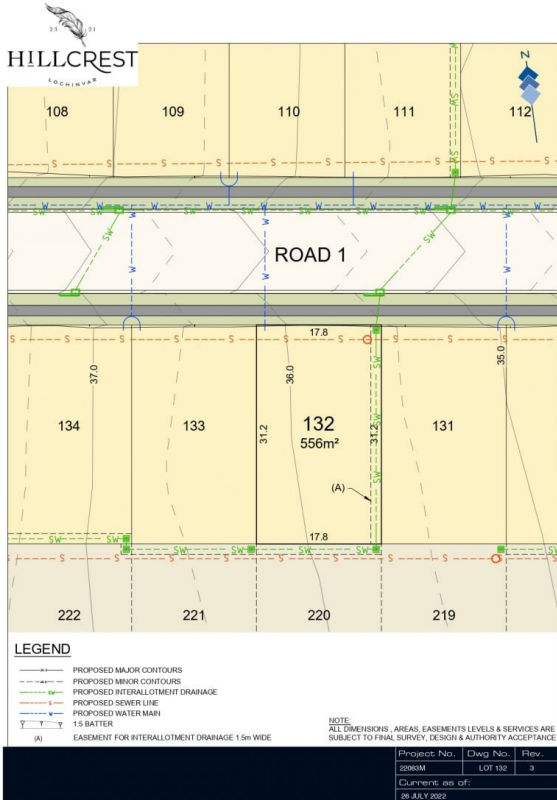 23 21
HILLCREST
LOCHINVAR
N
108 109 110 111 112
ROAD 1
17.8
37.0 36.0 35.0
134 133 132 131
556m²
31.2 31.2
(A)
17.8
222 221 220 219
LEGEND
PROPOSED MAJOR CONTOURS
PROPOSED MINOR CONTOURS
SW PROPOSED INTERALLOTMENT DRAINAGE
S PROPOSED SEWER LINE
W PROPOSED WATER MAIN
1:5 BATTER
(A) EASEMENT FOR INTERALLOTMENT DRAINAGE 1.5m WIDE
NOTE:
ALL DIMENSIONS , AREAS, EASEMENTS LEVELS & SERVICES ARE
SUBJECT TO FINAL SURVEY, DESIGN & AUTHORITY ACCEPTANCE
Project No. Dwg No. Rev.
22063M LOT 132 3
Current as of:
26 JULY 2022